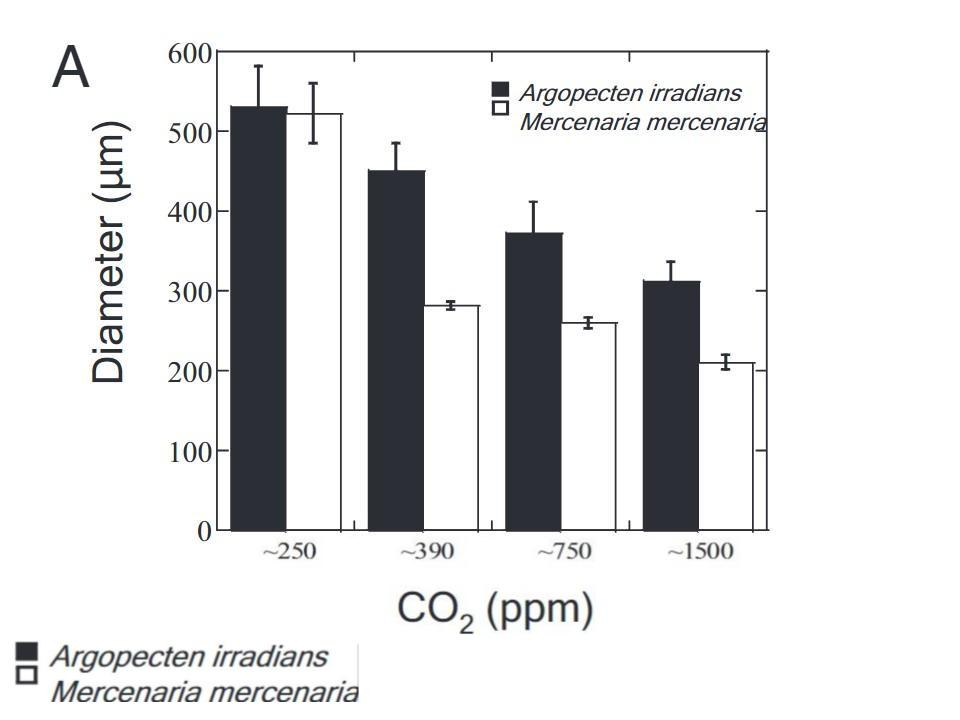 A
600
500
400
300
200
100
0
Diameter (µm)
Argopecten irradians
Mercenaria mercenaria
~250 ~390 ~750 ~1500
CO₂ (ppm)
Argopecten irradians
Mercenaria mercenaria